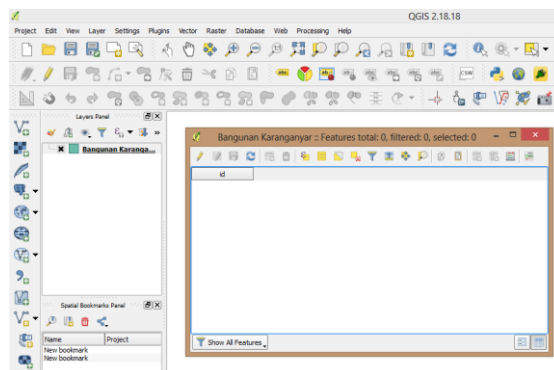 QGIS 2.18.18
Project Edit View Layer Settings Plugins Vector Raster Database Web Processing Help
abc
CSW
Layers Panel
Bangunan Karanga...
Bangunan Karanganyar :: Features total: 0, filtered: 0, selected: 0
id
Spatial Bookmarks Panel
Name Project
New bookmark
New bookmark
Show All Features